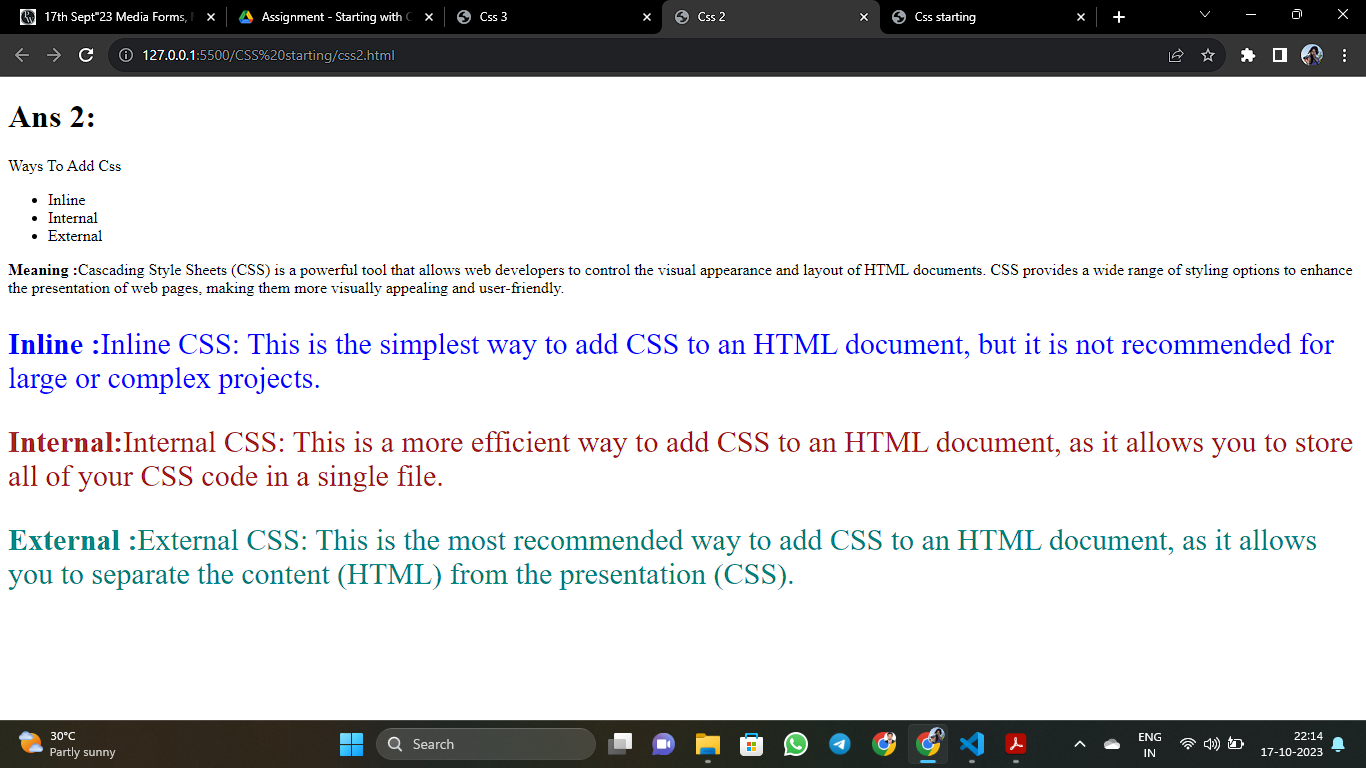 17th Sept"23 Media Forms,
Assignment - Starting with
Css 3
Css 2
Css starting
127.0.0.1:5500/CSS%20starting/css2.html
Ans 2:
Ways To Add Css
Inline
Internal
External
Meaning :Cascading Style Sheets (CSS) is a powerful tool that allows web developers to control the visual appearance and layout of HTML documents. CSS provides a wide range of styling options to enhance
the presentation of web pages, making them more visually appealing and user-friendly.
Inline :Inline CSS: This is the simplest way to add CSS to an HTML document, but it is not recommended for
large or complex projects.
Internal:Internal CSS: This is a more efficient way to add CSS to an HTML document, as it allows you to store
all of your CSS code in a single file.
External :External CSS: This is the most recommended way to add CSS to an HTML document, as it allows
you to separate the content (HTML) from the presentation (CSS).
30°C
Partly sunny
Search
ENG
IN
22:14
17-10-2023